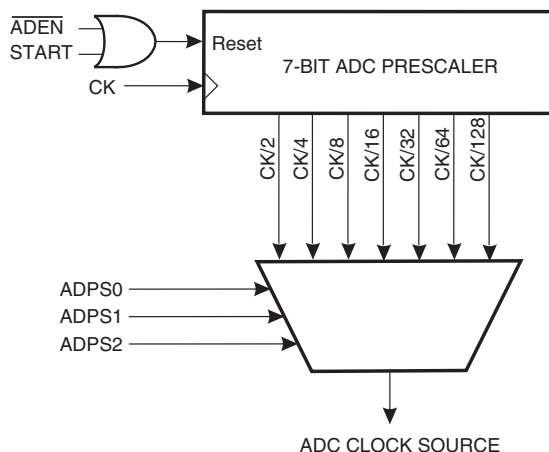 ADEN
START
Reset
7-BIT ADC PRESCALER
CK
CK/2
CK/4
CK/8
CK/16
CK/32
CK/64
CK/128
ADPS0
ADPS1
ADPS2
ADC CLOCK SOURCE